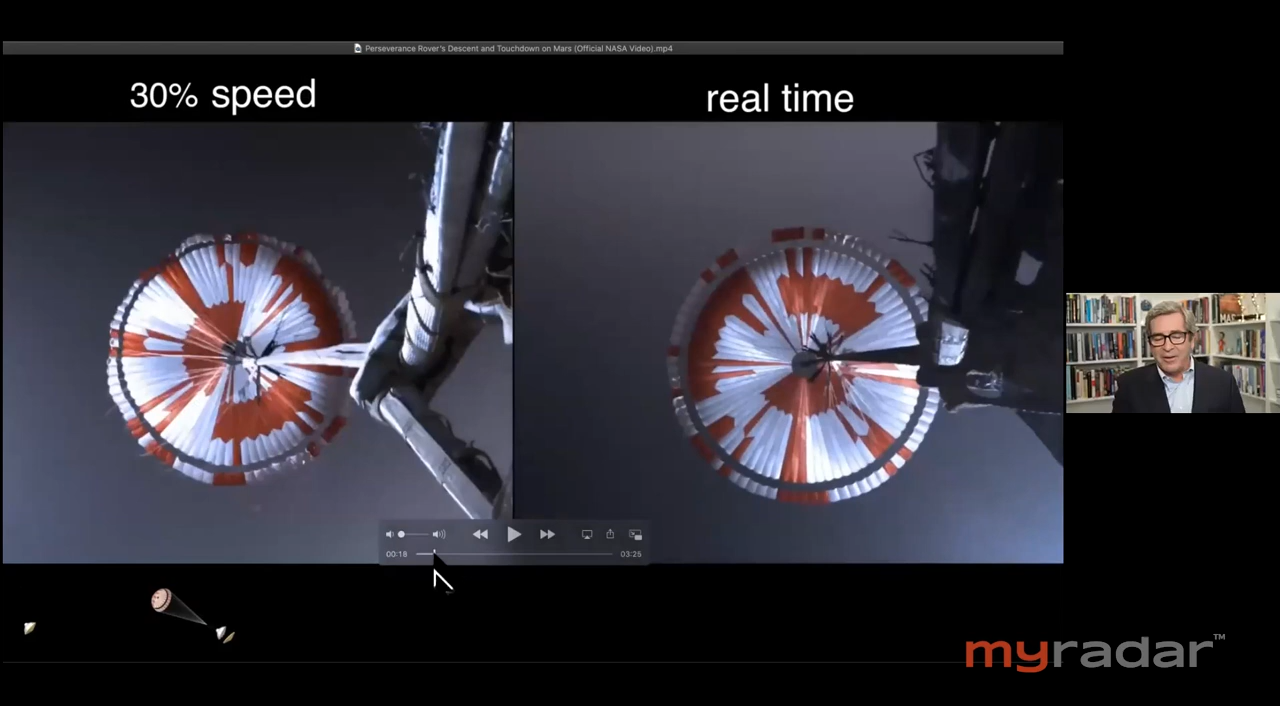 Perseverance Rover's Descent and Touchdown on Mars (Official NASA Video).mp4
30% speed
real time
00:18
03:25
myradar™